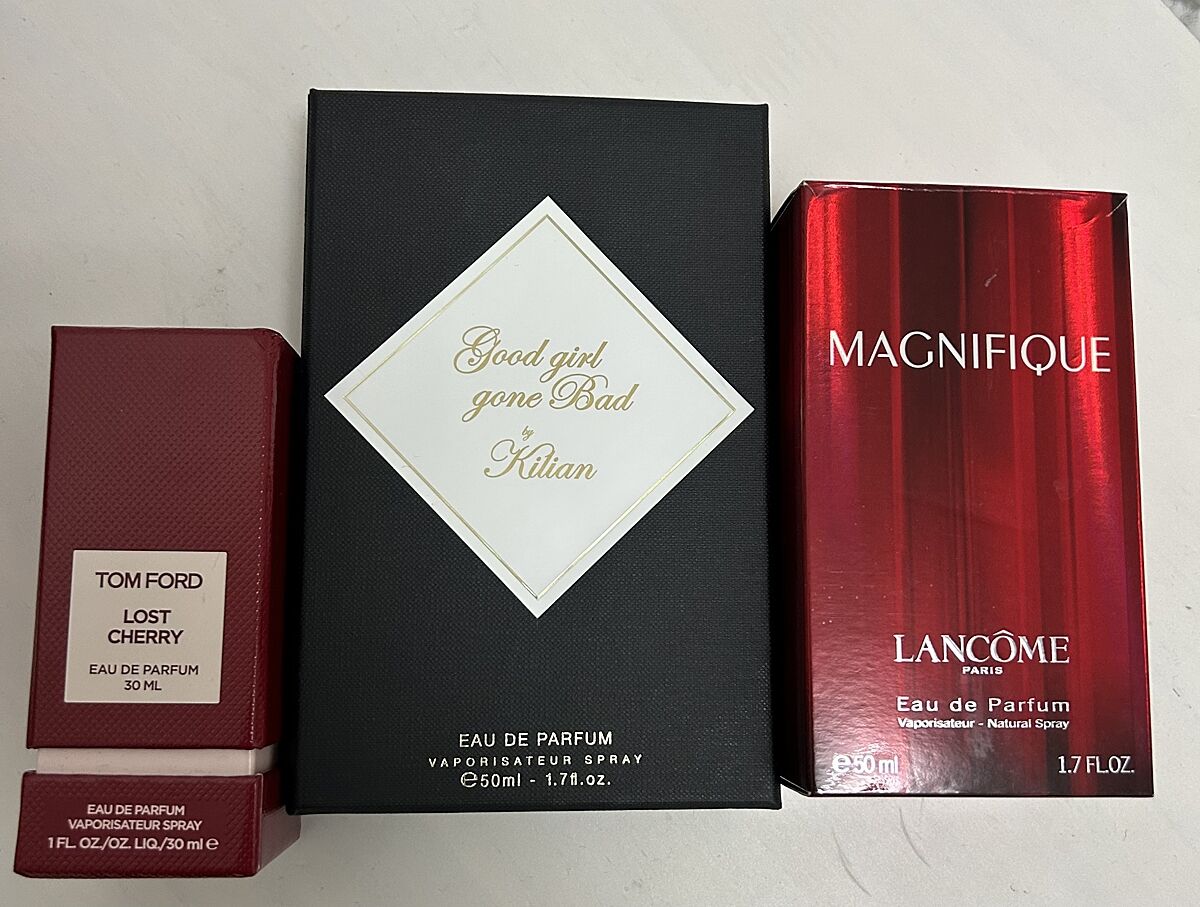 TOM FORD
LOST
CHERRY
EAU DE PARFUM
30 ML
EAU DE PARFUM
VAPORISATEUR SPRAY
1 FL. OZ./OZ. LIQ./30 ml ℮
Good girl
gone Bad
by
Kilian
EAU DE PARFUM
VAPORISATEUR SPRAY
℮50ml - 1.7fl.oz.
MAGNIFIQUE
LANCÔME
PARIS
Eau de Parfum
Vaporisateur - Natural Spray
℮50 ml 1.7 FL.OZ.